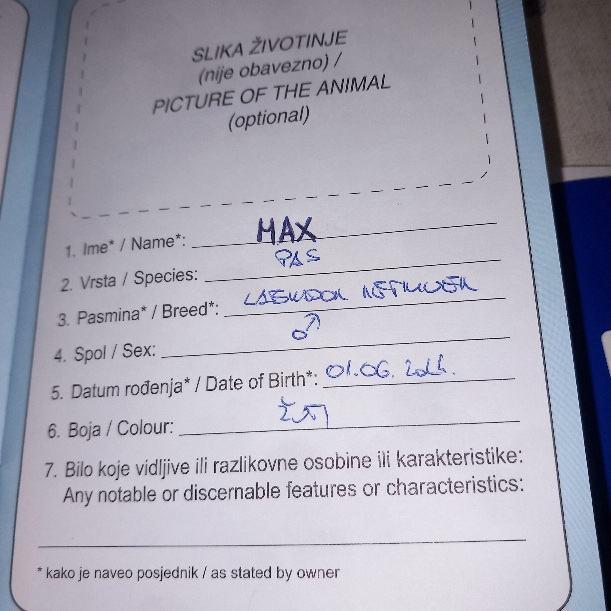 SLIKA ŽIVOTINJE
(nije obavezno) /
PICTURE OF THE ANIMAL
(optional)
1. Ime* / Name*: MAX
2. Vrsta / Species: PAS
3. Pasmina* / Breed*: LABRADOR RETRIVER
4. Spol / Sex: ♂
5. Datum rođenja* / Date of Birth*: 01.06.
6. Boja / Colour: ŽUTI
7. Bilo koje vidljive ili razlikovne osobine ili karakteristike:
Any notable or discernable features or characteristics:
* kako je naveo posjednik / as stated by owner